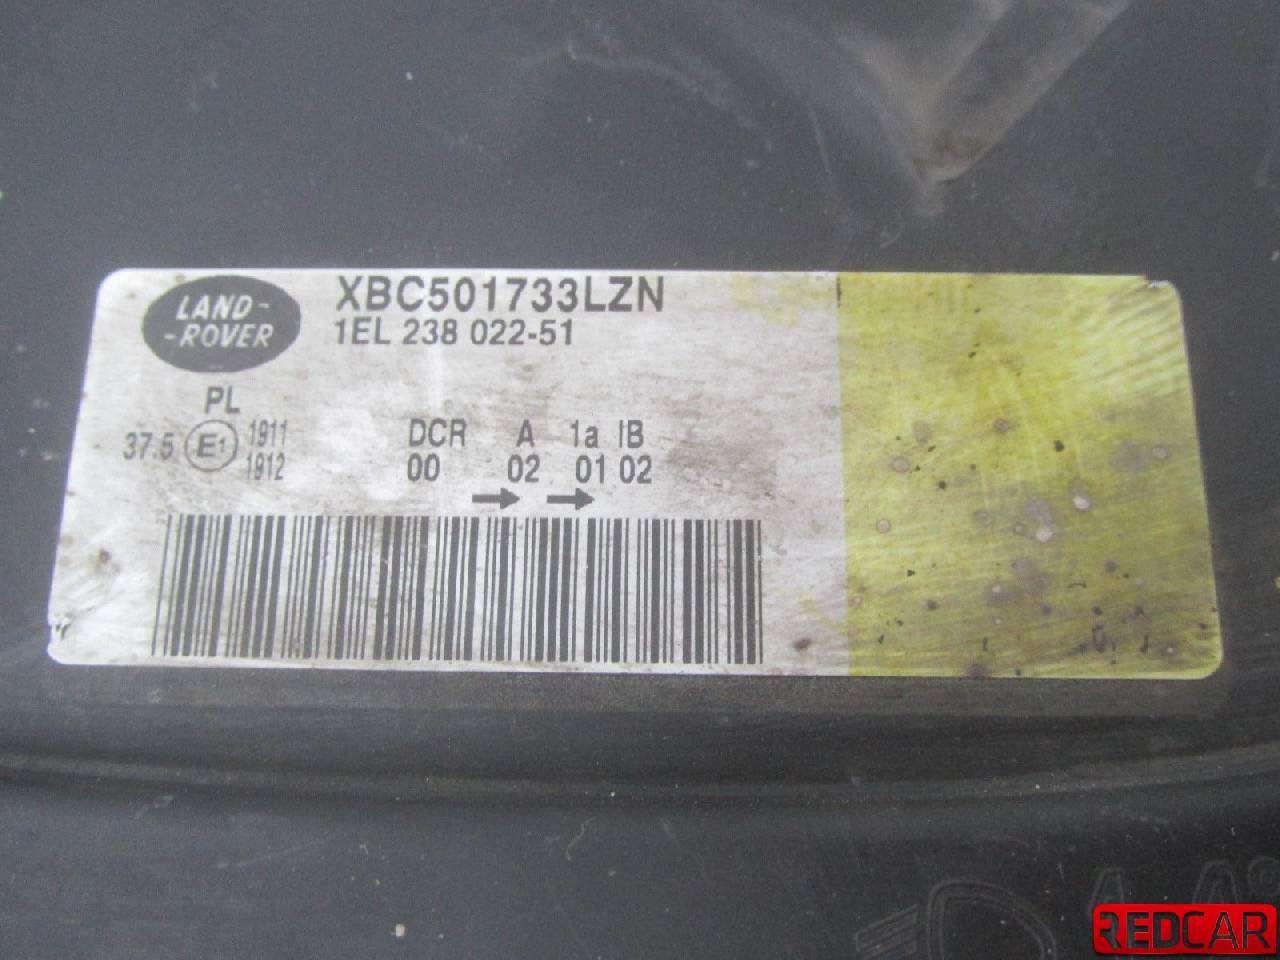 LAND-
-ROVER
XBC501733LZN
1EL 238 022-51
PL
37.5 E1 1911
1912
DCR A 1a IB
00 02 01 02
REDCAR